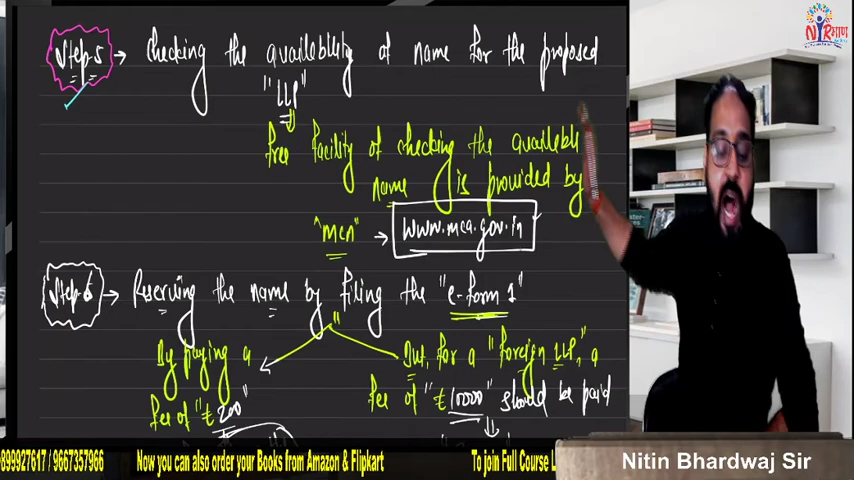 Step-5 → Checking the availability of name for the proposed
"LLP"
free facility of checking the available
name is provided by
"mca" → www.mca.gov.in
Step-6 → Reserving the name by filing the "e-form 1"
By paying a
fee of "₹ 200"
But, for a "foreign LLP," a
fee of "₹ 10000" should be paid
NIRमाण
899927617 / 9667357966 Now you can also order your Books from Amazon & Flipkart To join Full Course L
Nitin Bhardwaj Sir